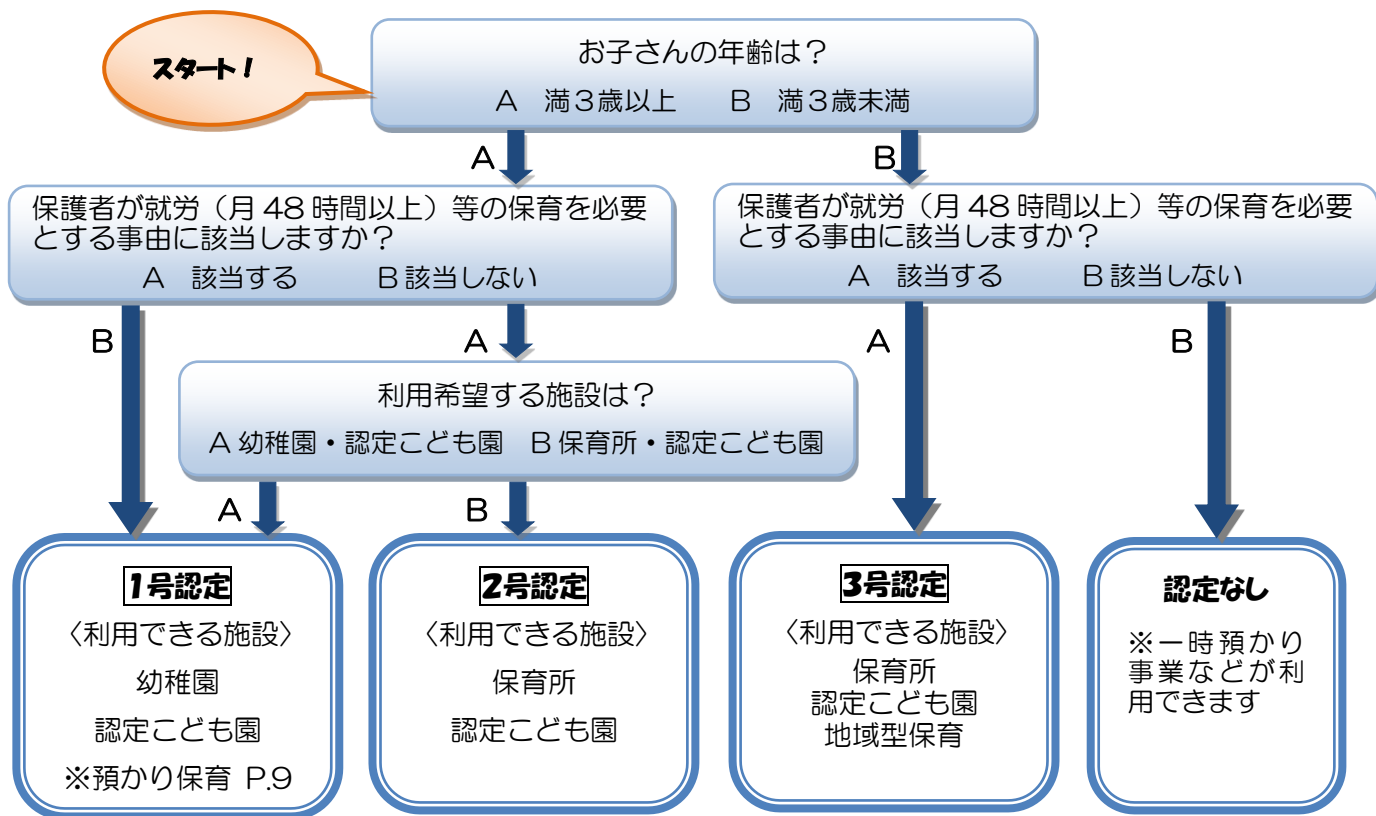 スタート！
お子さんの年齢は？
A　満３歳以上　　B　満３歳未満
A
B
保護者が就労（月 48 時間以上）等の保育を必要
とする事由に該当しますか？
A　該当する　　　B 該当しない
保護者が就労（月 48 時間以上）等の保育を必要
とする事由に該当しますか？
A　該当する　　　B 該当しない
B
A
A
B
利用希望する施設は？
A 幼稚園・認定こども園　B 保育所・認定こども園
A
B
1号認定
〈利用できる施設〉
幼稚園
認定こども園
※預かり保育 P.9
2号認定
〈利用できる施設〉
保育所
認定こども園
3号認定
〈利用できる施設〉
保育所
認定こども園
地域型保育
認定なし
※一時預かり
事業などが利
用できます